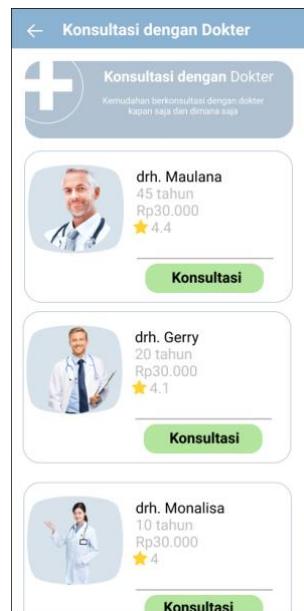 Konsultasi dengan Dokter
Konsultasi dengan Dokter
Kemudahan berkonsultasi dengan dokter
kapan saja dan dimana saja
drh. Maulana
45 tahun
Rp30.000
4.4
Konsultasi
drh. Gerry
20 tahun
Rp30.000
4.1
Konsultasi
drh. Monalisa
10 tahun
Rp30.000
4
Konsultasi